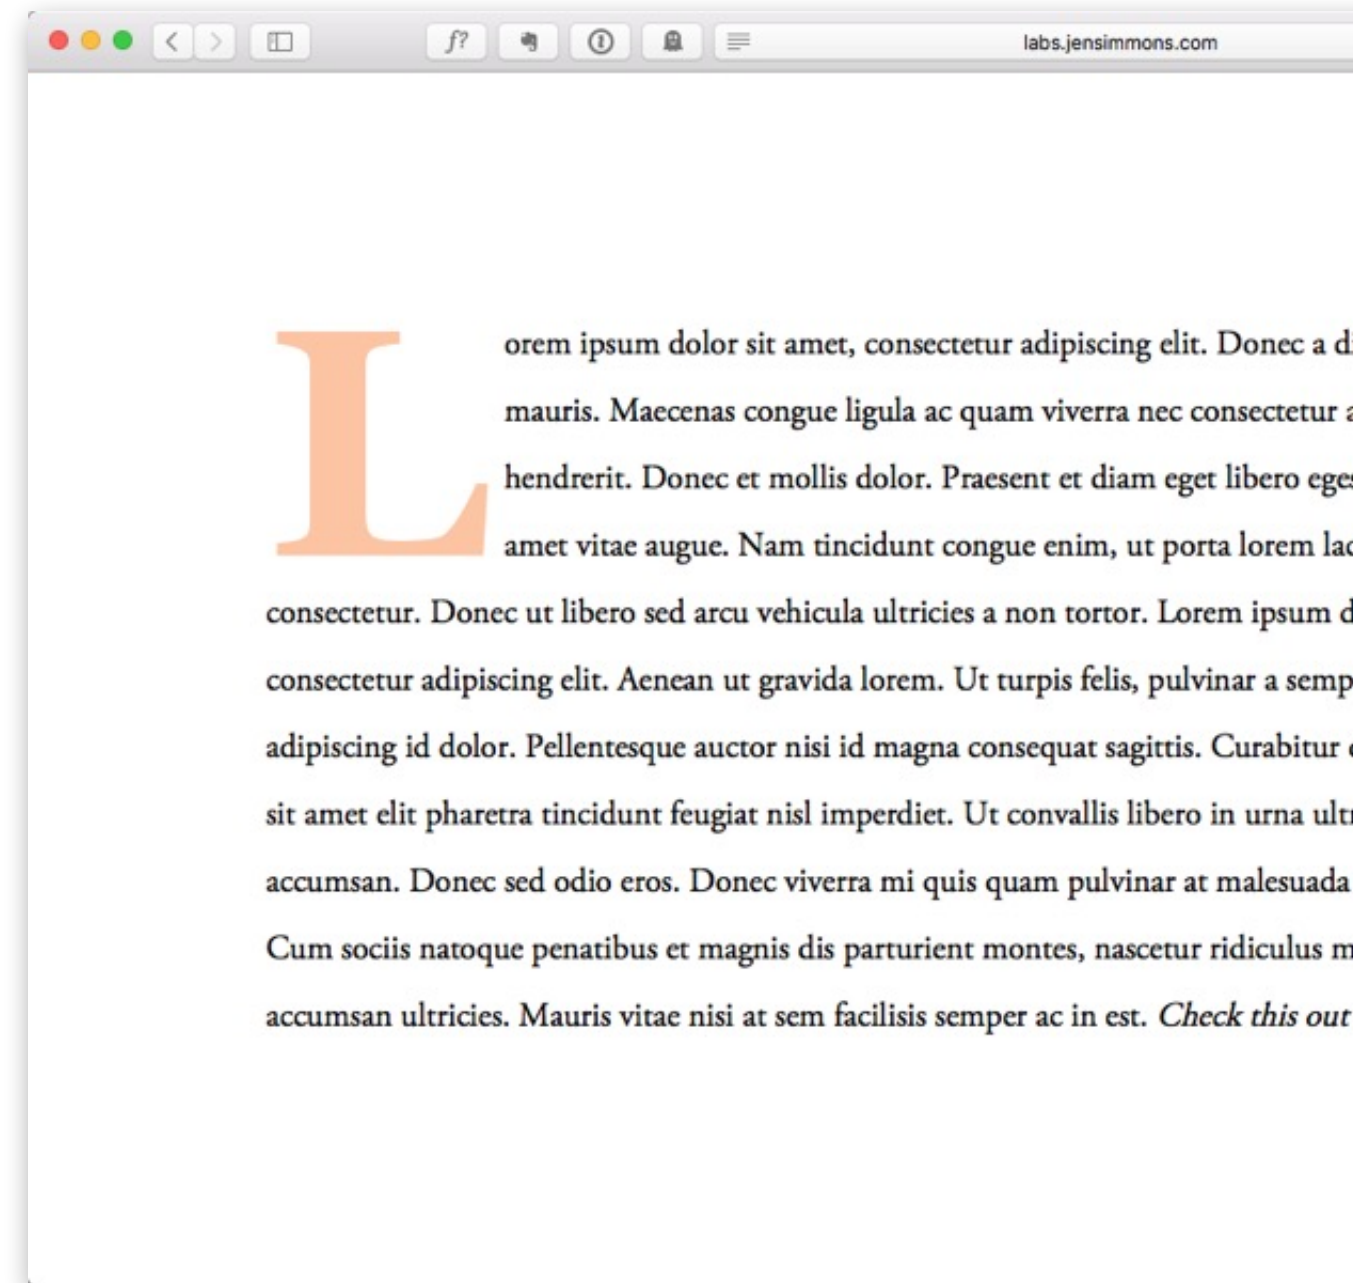 f?
labs.jensimmons.com
Lorem ipsum dolor sit amet, consectetur adipiscing elit. Donec a di
mauris. Maecenas congue ligula ac quam viverra nec consectetur a
hendrerit. Donec et mollis dolor. Praesent et diam eget libero eges
amet vitae augue. Nam tincidunt congue enim, ut porta lorem lac
consectetur. Donec ut libero sed arcu vehicula ultricies a non tortor. Lorem ipsum d
consectetur adipiscing elit. Aenean ut gravida lorem. Ut turpis felis, pulvinar a semp
adipiscing id dolor. Pellentesque auctor nisi id magna consequat sagittis. Curabitur
sit amet elit pharetra tincidunt feugiat nisl imperdiet. Ut convallis libero in urna ultr
accumsan. Donec sed odio eros. Donec viverra mi quis quam pulvinar at malesuada
Cum sociis natoque penatibus et magnis dis parturient montes, nascetur ridiculus m
accumsan ultricies. Mauris vitae nisi at sem facilisis semper ac in est. Check this out